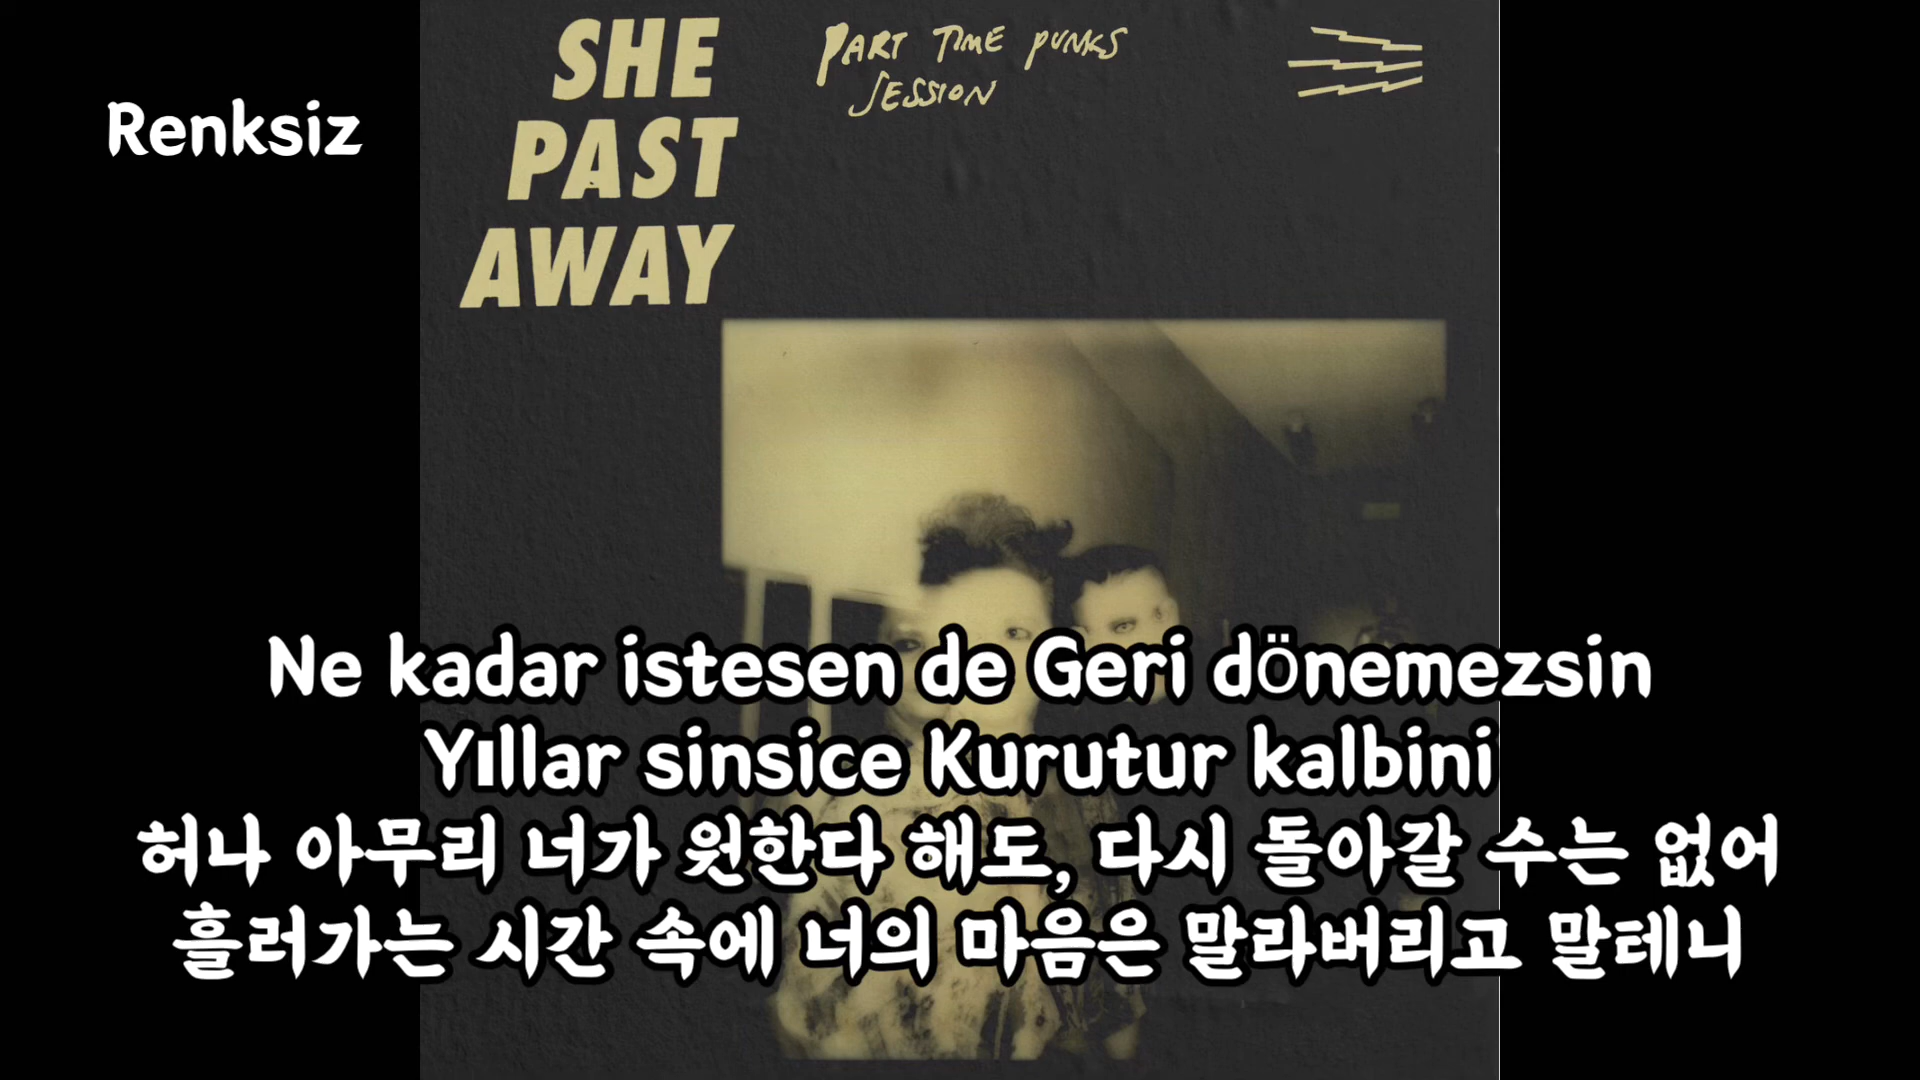 Renksiz
SHE
PAST
AWAY
PART TIME PUNKS
SESSION
Ne kadar istesen de Geri dönemezsin
Yıllar sinsice Kurutur kalbini
허나 아무리 너가 원한다 해도, 다시 돌아갈 수는 없어
흘러가는 시간 속에 너의 마음은 말라버리고 말테니